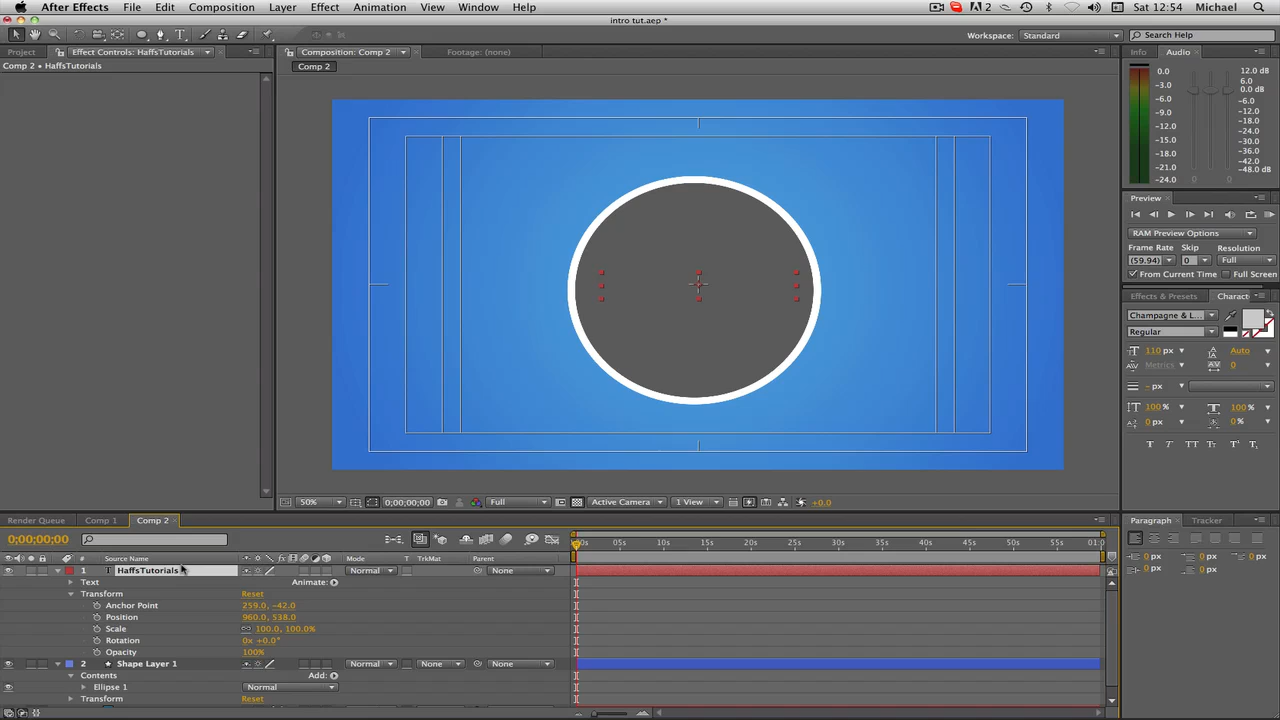 After Effects File Edit Composition Layer Effect Animation View Window Help A 2 Sat 12:54 Michael
intro tut.aep *
Workspace: Standard Search Help
Project Effect Controls: HaffsTutorials Composition: Comp 2 Footage: (none) Info Audio
Comp 2 • HaffsTutorials Comp 2
0.0 12.0 dB
-3.0 6.0
-6.0 0.0 dB
-9.0 -6.0
-12.0 -12.0
-15.0 -18.0
-18.0 -24.0
-21.0 -36.0
-24.0 -42.0
-48.0 dB
0 0
Preview
RAM Preview Options
Frame Rate Skip Resolution
(59.94) 0 Full
From Current Time Full Screen
Effects & Presets Charact
Champagne & L...
Regular
110 px Auto
Metrics 0
- px
100 % 100 %
0 px 0 %
T T TT Tr T¹ T₁
50% 0;00;00;00 Full Active Camera 1 View +0.0
Render Queue Comp 1 Comp 2 Paragraph Tracker
0;00;00;00 05s 10s 15s 20s 25s 30s 35s 40s 45s 50s 55s 01:0
# Source Name fx Mode T TrkMat Parent
0 px 0 px
0 px 0 px
1 T HaffsTutorials Normal None
Text Animate:
Transform Reset
Anchor Point 259.0, -42.0
Position 960.0, 538.0
Scale 100.0, 100.0%
Rotation 0x +0.0°
Opacity 100%
2 Shape Layer 1 Normal None None
Contents Add:
Ellipse 1 Normal
Transform Reset